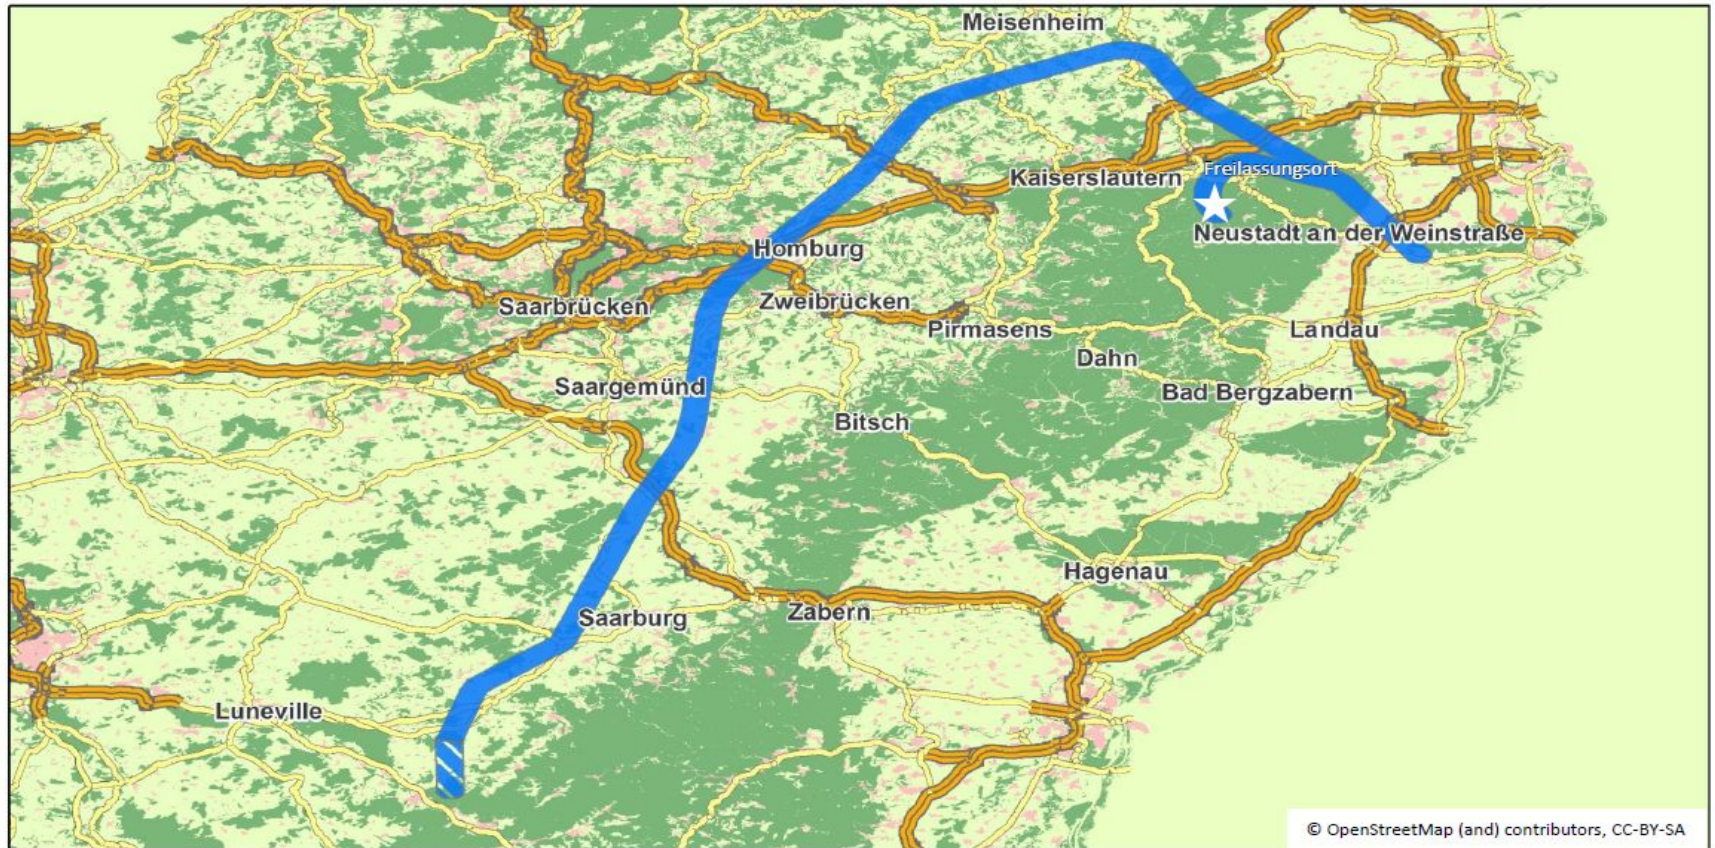 Meisenheim
Freilassungsort
Kaiserslautern
Neustadt an der Weinstraße
Homburg
Zweibrücken
Saarbrücken
Pirmasens
Landau
Dahn
Saargemünd
Bad Bergzabern
Bitsch
Hagenau
Zabern
Saarburg
Luneville
© OpenStreetMap (and) contributors, CC-BY-SA